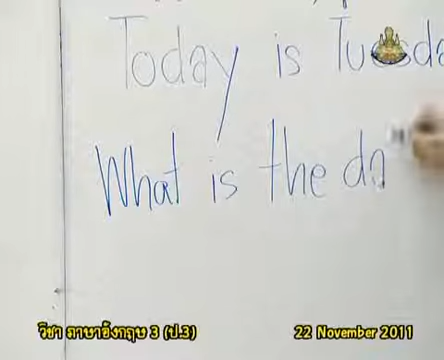 Today is Tuesda
What is the da
วิชา ภาษาอังกฤษ 3 (ป.3)
22 November 2011